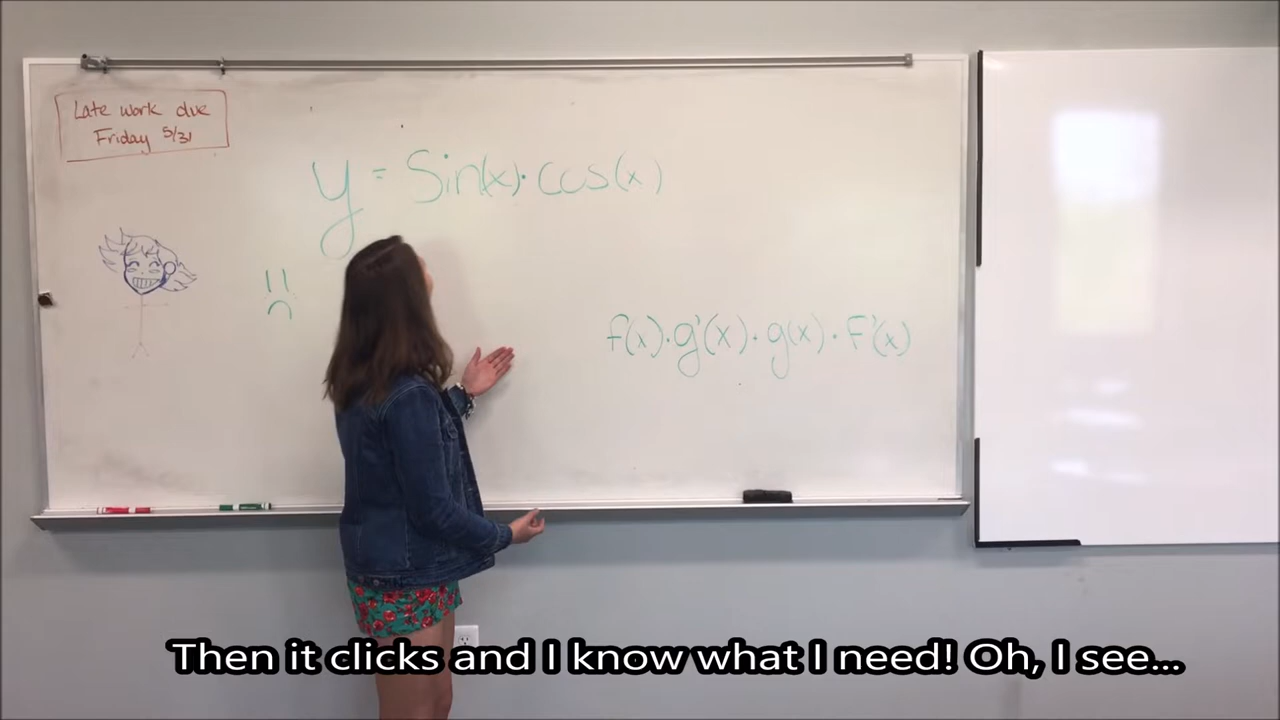 Late work due
Friday 5/31
y = Sin(x)·cos(x)
f(x)·g'(x)+g(x)·F'(x)
Then it clicks and I know what I need! Oh, I see...